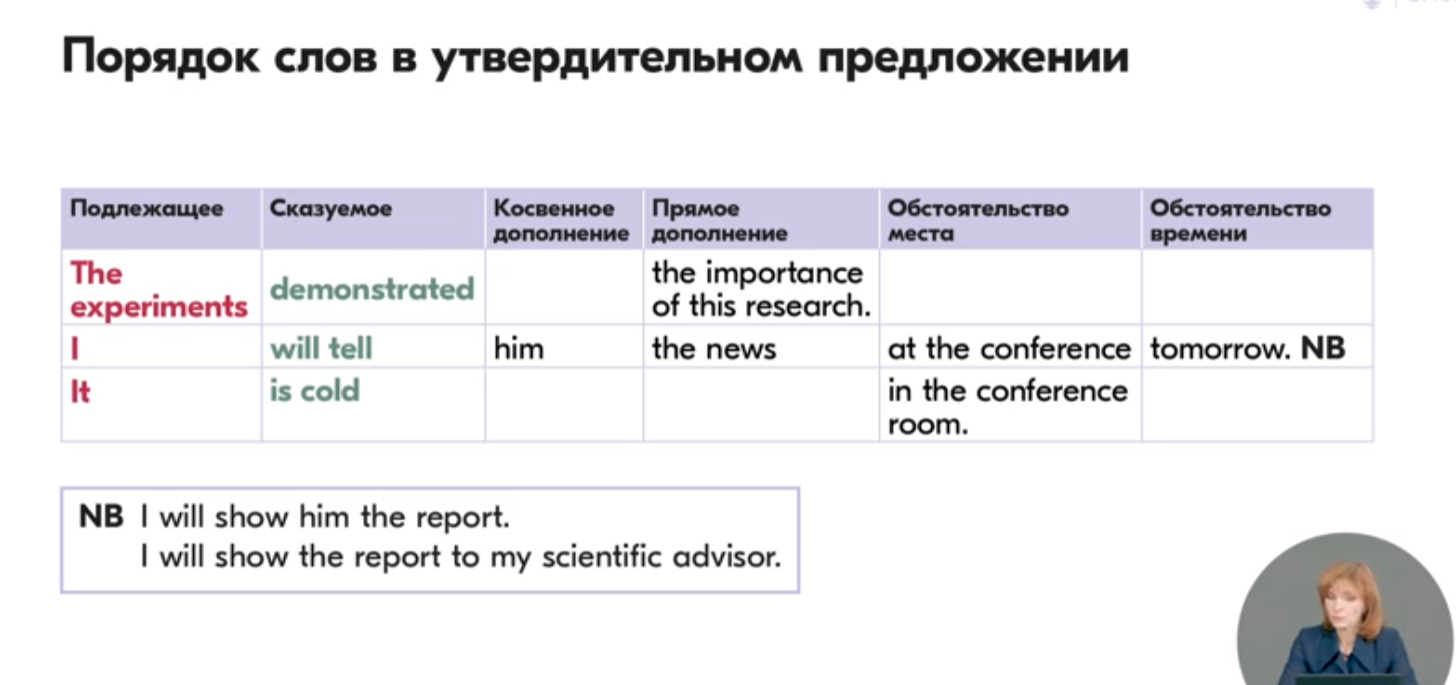 Порядок слов в утвердительном предложении
Подлежащее Сказуемое Косвенное дополнение Прямое дополнение Обстоятельство места Обстоятельство времени
The experiments demonstrated the importance of this research.
I will tell him the news at the conference tomorrow. NB
It is cold in the conference room.
NB I will show him the report.
I will show the report to my scientific advisor.